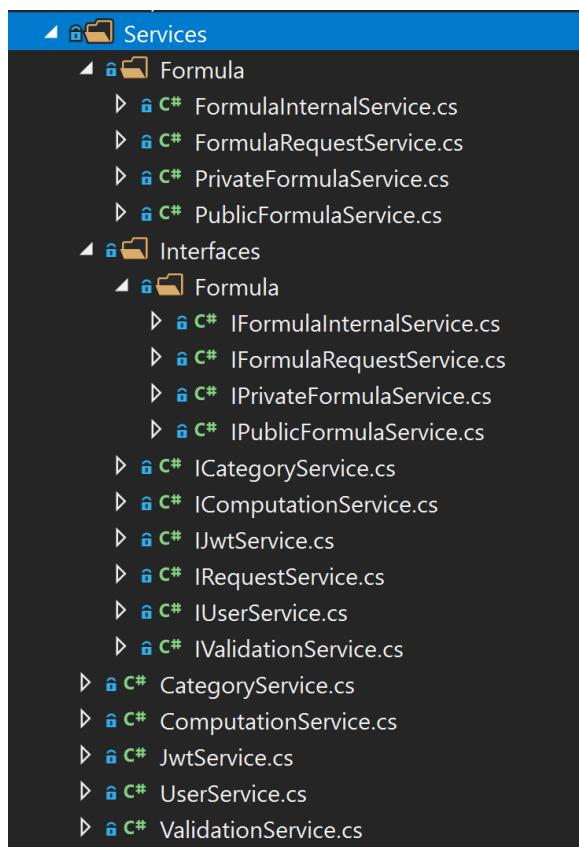 Services
Formula
C# FormulaInternalService.cs
C# FormulaRequestService.cs
C# PrivateFormulaService.cs
C# PublicFormulaService.cs
Interfaces
Formula
C# IFormulaInternalService.cs
C# IFormulaRequestService.cs
C# IPrivateFormulaService.cs
C# IPublicFormulaService.cs
C# ICategoryService.cs
C# IComputationService.cs
C# IJwtService.cs
C# IRequestService.cs
C# IUserService.cs
C# IValidationService.cs
C# CategoryService.cs
C# ComputationService.cs
C# JwtService.cs
C# UserService.cs
C# ValidationService.cs